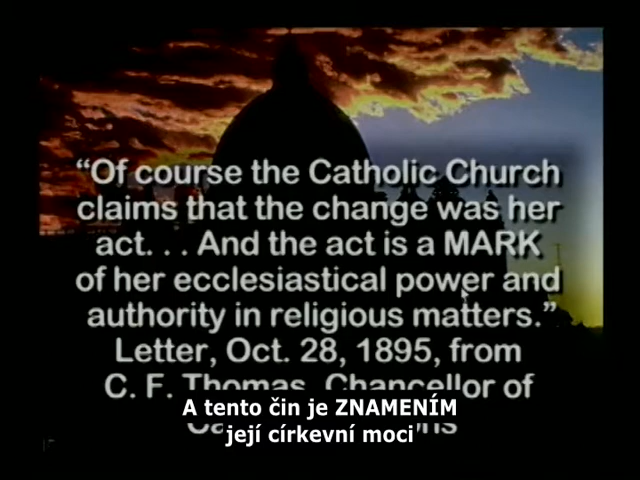 “Of course the Catholic Church
claims that the change was her
act. . . And the act is a MARK
of her ecclesiastical power and
authority in religious matters.”
Letter, Oct. 28, 1895, from
C. F. Thomas, Chancellor of
A tento čin je ZNAMENÍM
její církevní moci